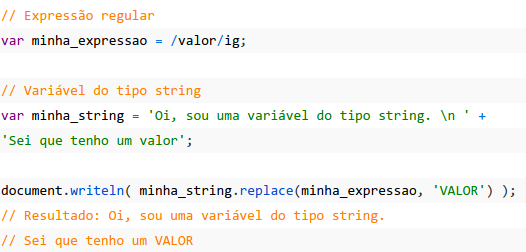 // Expressão regular
var minha_expressao = /valor/ig;
// Variável do tipo string
var minha_string = 'Oi, sou uma variável do tipo string. \n ' +
'Sei que tenho um valor';
document.writeln( minha_string.replace(minha_expressao, 'VALOR') );
// Resultado: Oi, sou uma variável do tipo string.
// Sei que tenho um VALOR